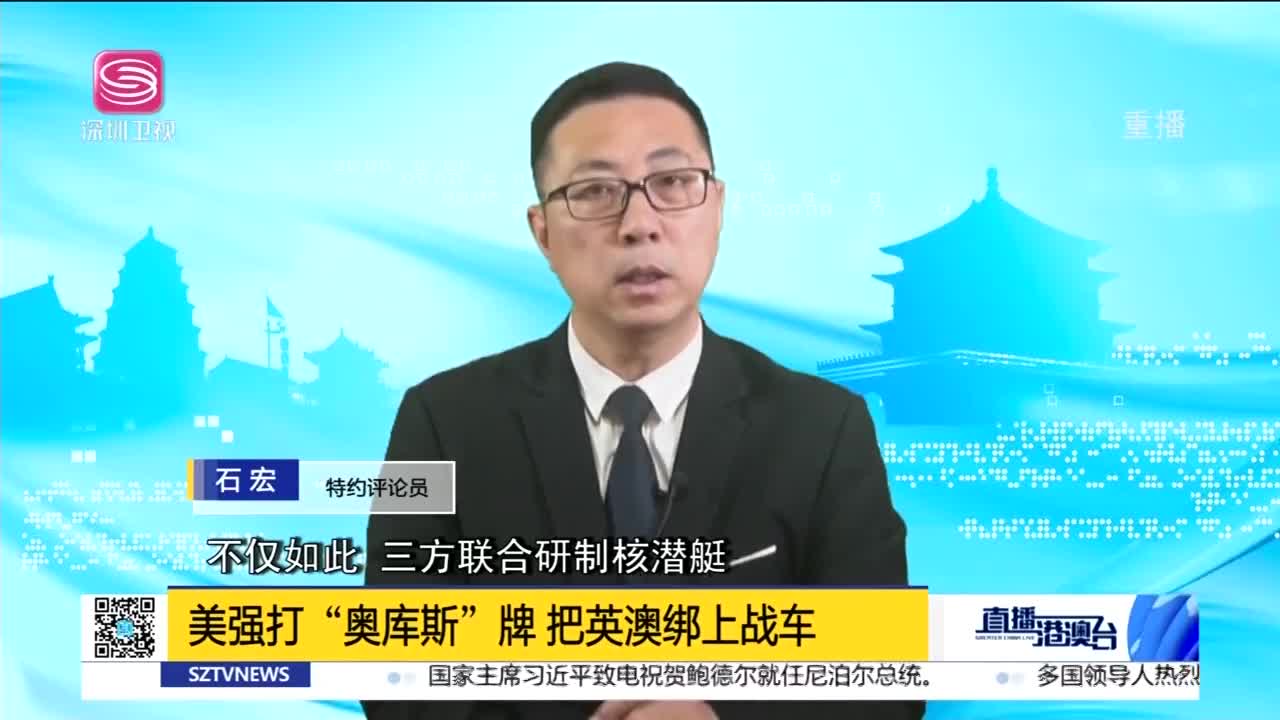 深圳卫视
重播
石宏
特约评论员
不仅如此 三方联合研制核潜艇
美强打“奥库斯”牌 把英澳绑上战车
直播港澳台
GREATER CHINA LIVE
SZTVNEWS
国家主席习近平致电祝贺鲍德尔就任尼泊尔总统。
多国领导人热烈